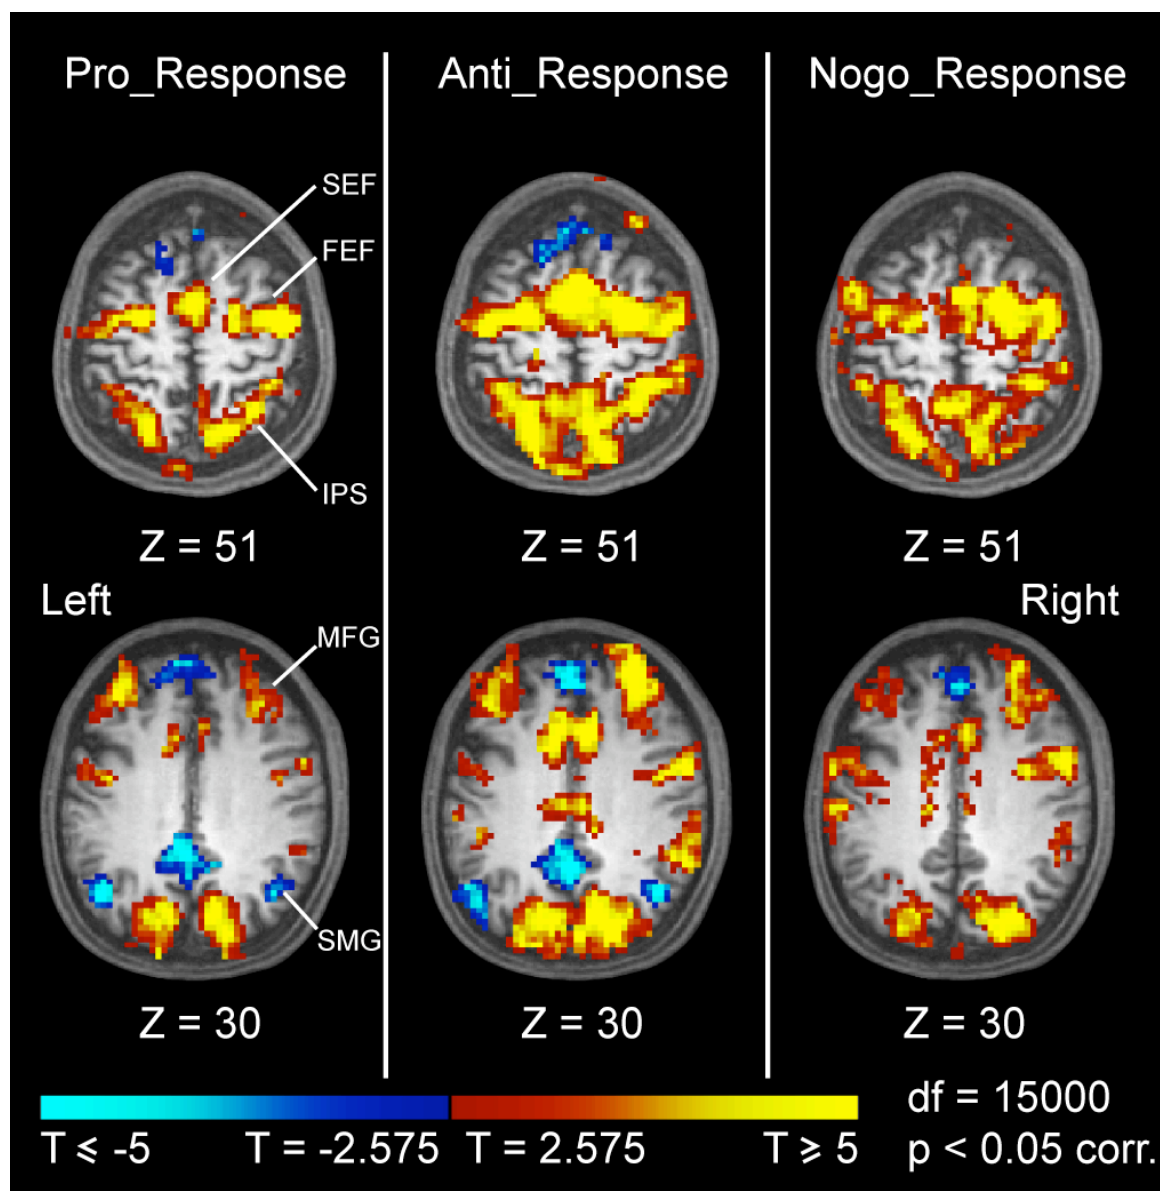 Pro_Response Anti_Response Nogo_Response
SEF
FEF
IPS
Z = 51 Z = 51 Z = 51
Left Right
MFG
SMG
Z = 30 Z = 30 Z = 30
df = 15000
T ⩽ -5 T = -2.575 T = 2.575 T ⩾ 5 p < 0.05 corr.